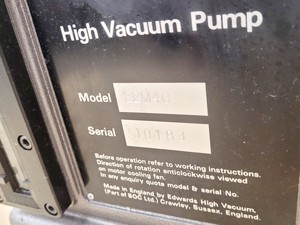 High Vacuum Pump
Model
Serial
Before operation refer to working instructions.
Direction of rotation anticlockwise viewed
on motor cooling fan.
In any enquiry quote model & serial No.
Made in England by Edwards High Vacuum,
(Part of BOC Ltd.) Crawley, Sussex, England.